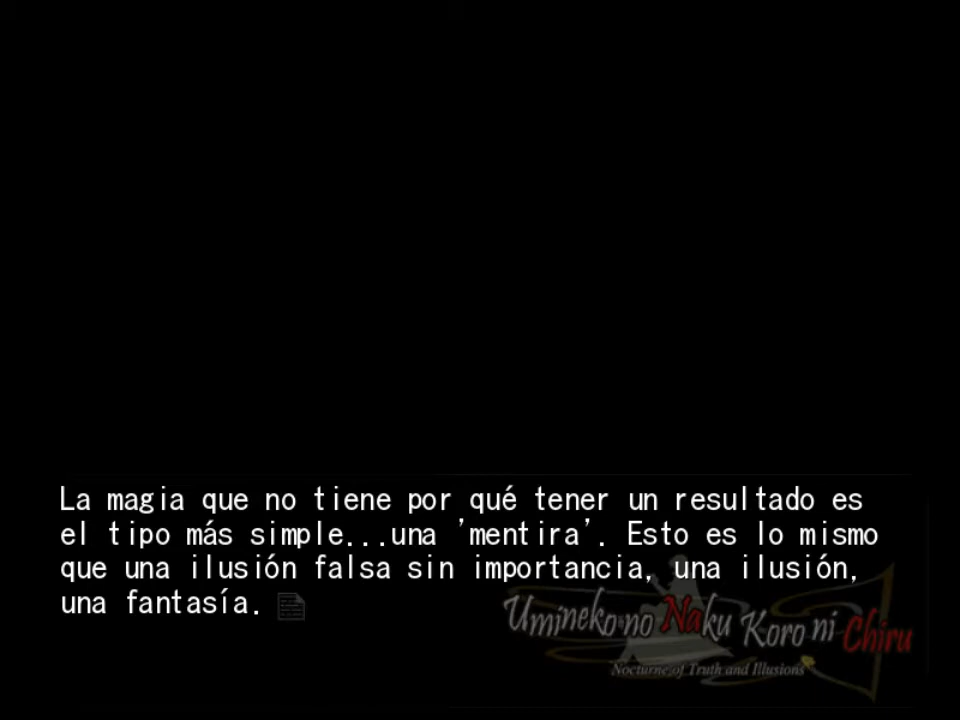 La magia que no tiene por qué tener un resultado es
el tipo más simple...una 'mentira'. Esto es lo mismo
que una ilusión falsa sin importancia, una ilusión,
una fantasía.
Umineko no Naku Koro ni Chiru
Nocturne of Truth and Illusions